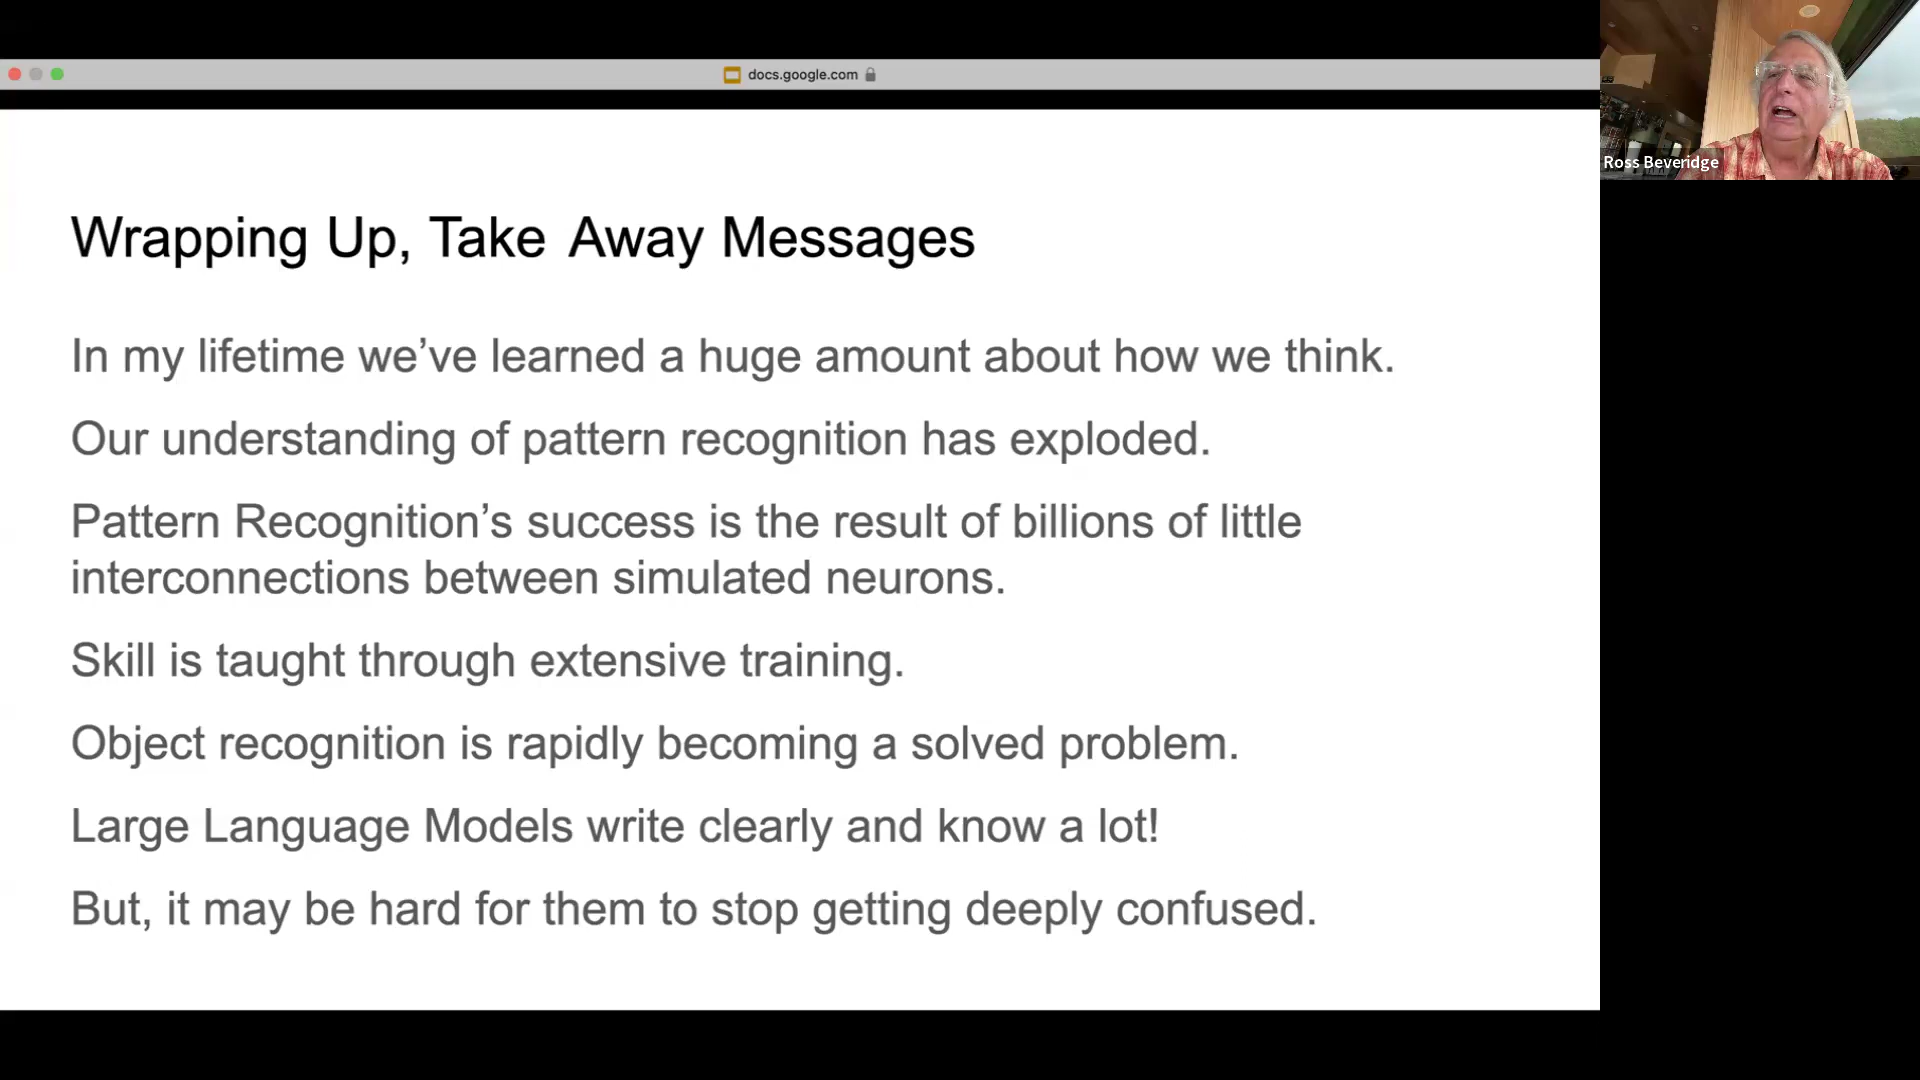 docs.google.com
Ross Beveridge
Wrapping Up, Take Away Messages
In my lifetime we’ve learned a huge amount about how we think.
Our understanding of pattern recognition has exploded.
Pattern Recognition’s success is the result of billions of little
interconnections between simulated neurons.
Skill is taught through extensive training.
Object recognition is rapidly becoming a solved problem.
Large Language Models write clearly and know a lot!
But, it may be hard for them to stop getting deeply confused.